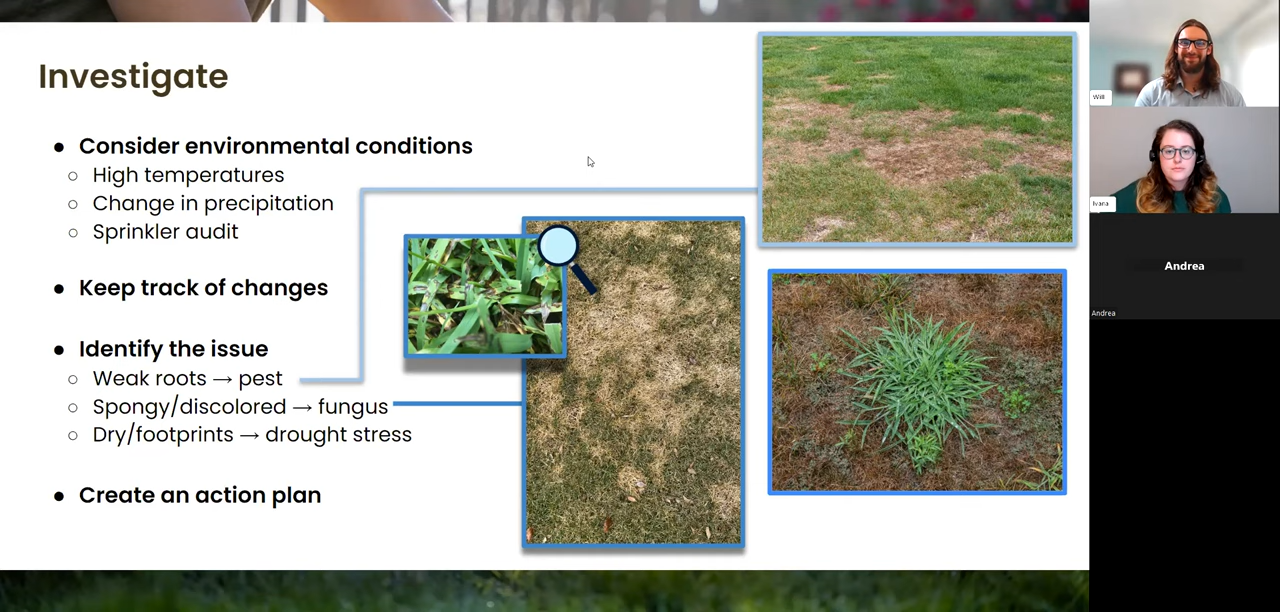 Investigate
● Consider environmental conditions
○ High temperatures
○ Change in precipitation
○ Sprinkler audit
● Keep track of changes
● Identify the issue
○ Weak roots → pest
○ Spongy/discolored → fungus
○ Dry/footprints → drought stress
● Create an action plan
Will
Ivana
Andrea
Andrea